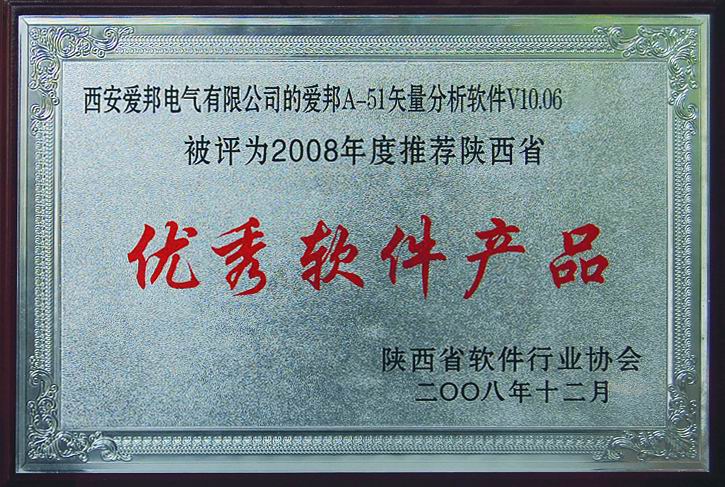 西安爱邦电气有限公司的爱邦A-51矢量分析软件V10.06
被评为2008年度推荐陕西省
优秀软件产品
陕西省软件行业协会
二〇〇八年十二月